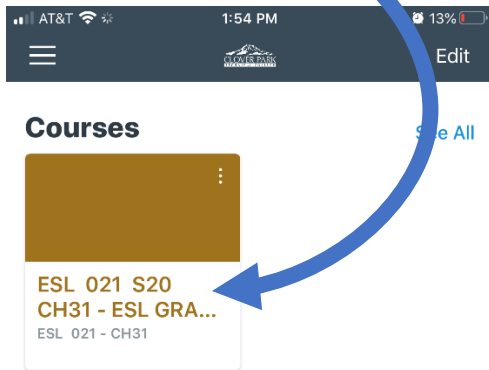 AT&T 1:54 PM 13%
CLOVER PARK
Edit
Courses
See All
ESL 021 S20
CH31 - ESL GRA...
ESL 021 - CH31